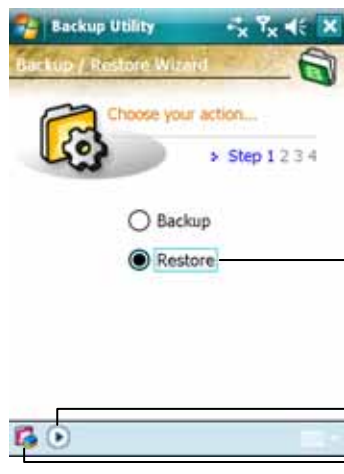 Backup Utility
Backup / Restore Wizard
Choose your action...
> Step 1 2 3 4
Backup
Restore